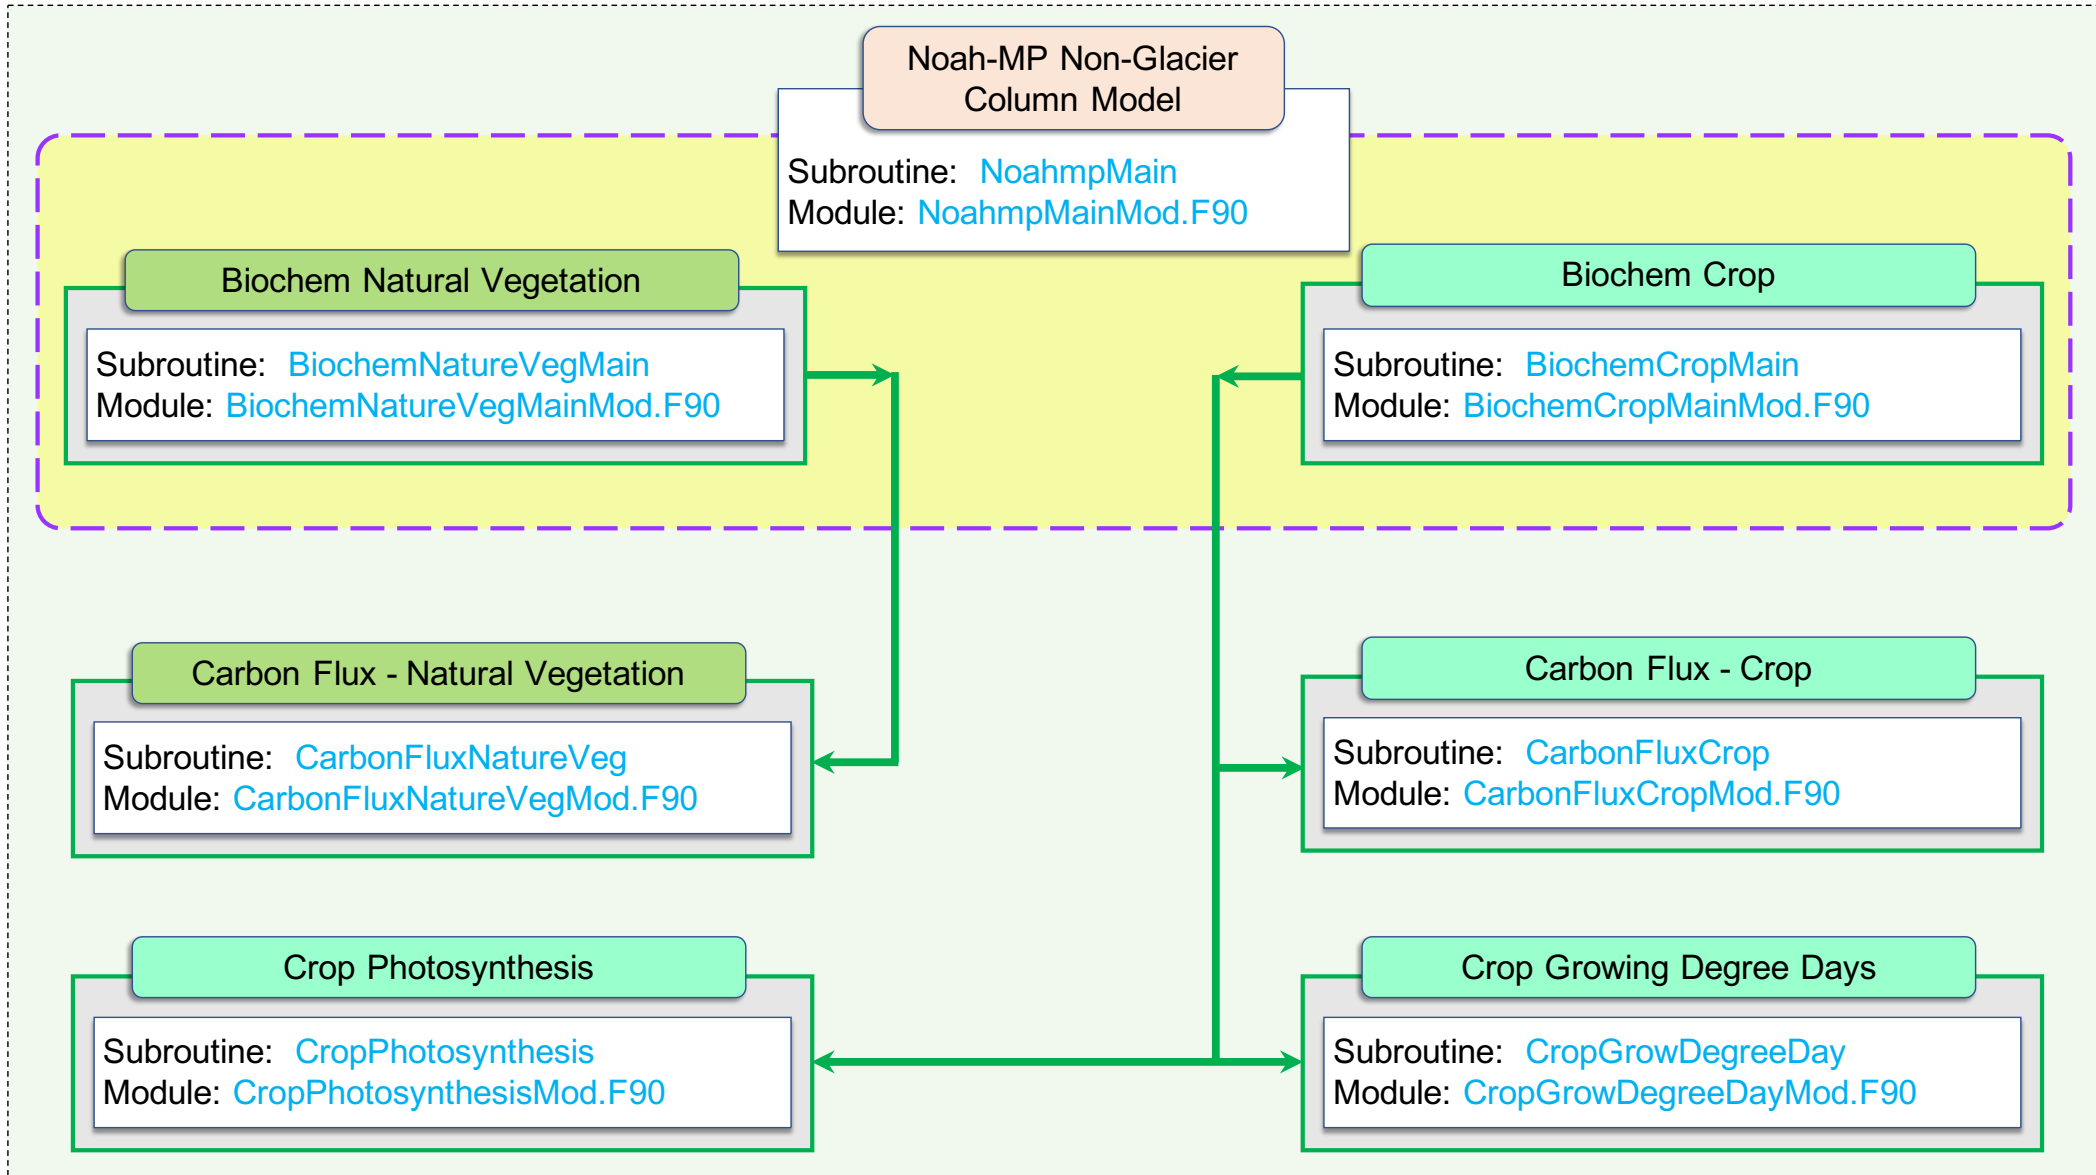 Noah-MP Non-Glacier
Column Model
Subroutine: NoahmpMain
Module: NoahmpMainMod.F90
Biochem Natural Vegetation
Subroutine: BiochemNatureVegMain
Module: BiochemNatureVegMainMod.F90
Biochem Crop
Subroutine: BiochemCropMain
Module: BiochemCropMainMod.F90
Carbon Flux - Natural Vegetation
Subroutine: CarbonFluxNatureVeg
Module: CarbonFluxNatureVegMod.F90
Carbon Flux - Crop
Subroutine: CarbonFluxCrop
Module: CarbonFluxCropMod.F90
Crop Photosynthesis
Subroutine: CropPhotosynthesis
Module: CropPhotosynthesisMod.F90
Crop Growing Degree Days
Subroutine: CropGrowDegreeDay
Module: CropGrowDegreeDayMod.F90